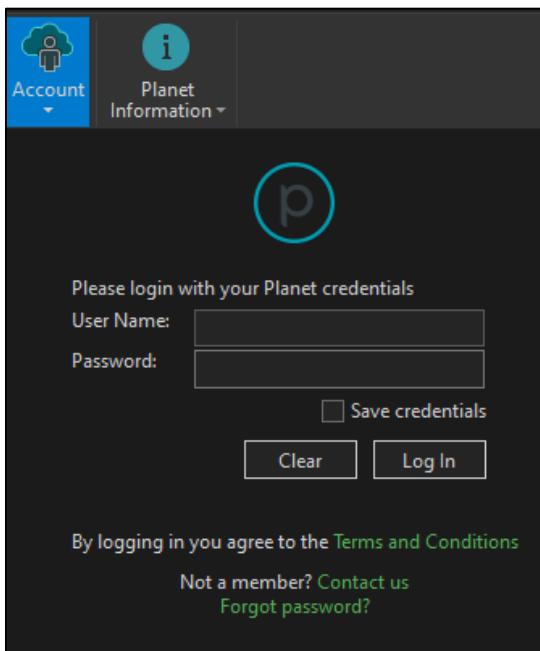 Account
Planet
Information
p
Please login with your Planet credentials
User Name:
Password:
Save credentials
Clear
Log In
By logging in you agree to the Terms and Conditions
Not a member? Contact us
Forgot password?